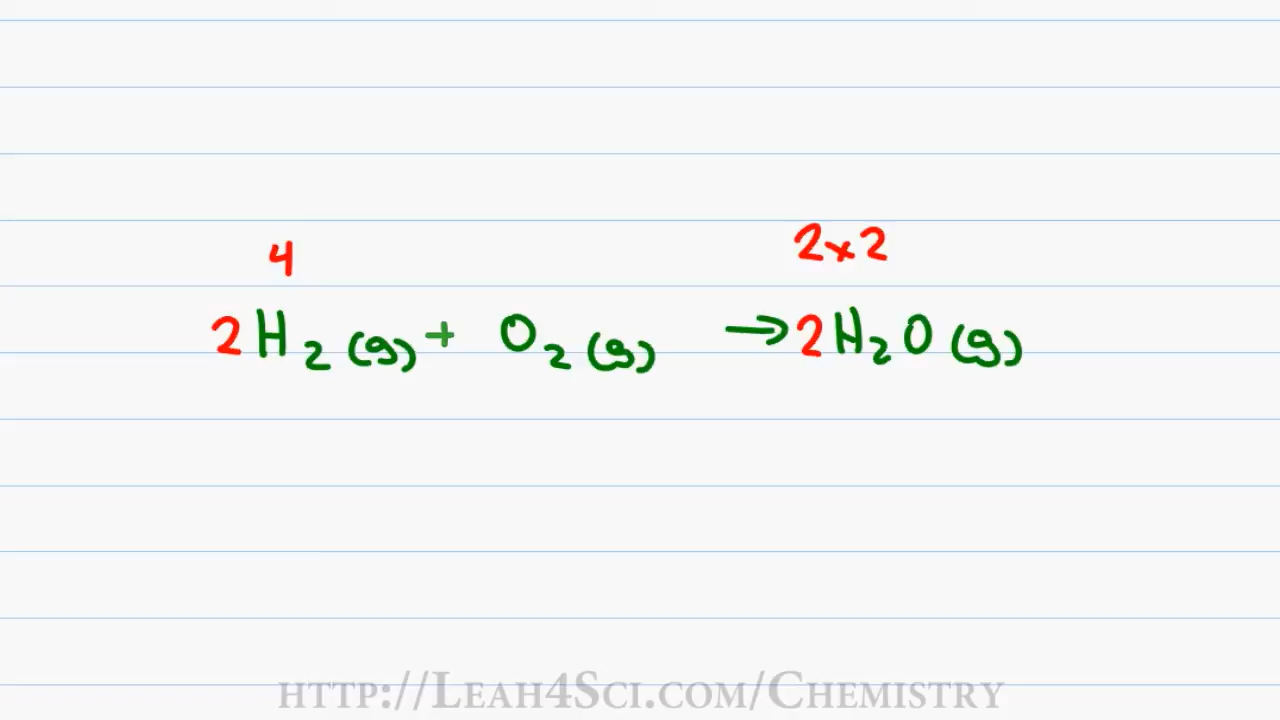 4 2x2
2H₂(g) + O₂(g) → 2H₂O(g)
HTTP://LEAH4SCI.COM/CHEMISTRY